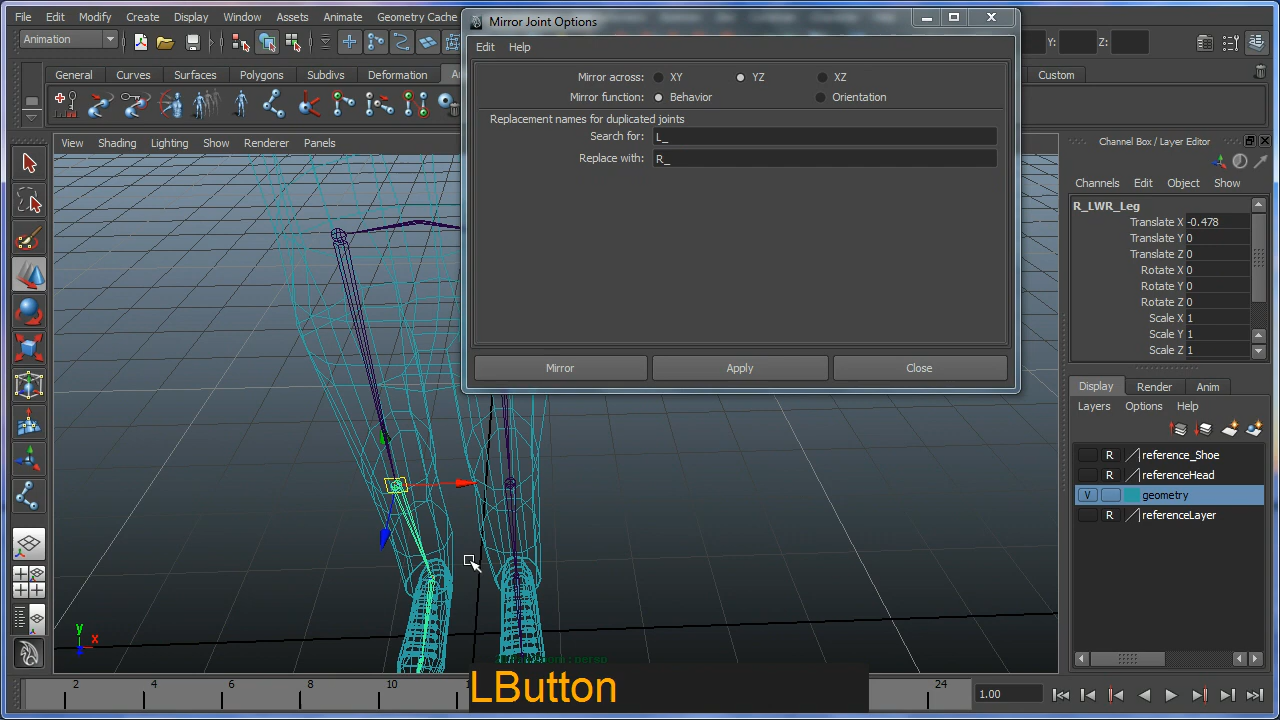 File Edit Modify Create Display Window Assets Animate Geometry Cache
Mirror Joint Options
Animation
Y: Z:
Edit Help
General Curves Surfaces Polygons Subdivs Deformation
Custom
Mirror across: XY YZ XZ
Mirror function: Behavior Orientation
Replacement names for duplicated joints
Search for: L_
Replace with: R_
Mirror Apply Close
View Shading Lighting Show Renderer Panels
Channel Box / Layer Editor
Channels Edit Object Show
R_LWR_Leg
Translate X -0.478
Translate Y 0
Translate Z 0
Rotate X 0
Rotate Y 0
Rotate Z 0
Scale X 1
Scale Y 1
Scale Z 1
Display Render Anim
Layers Options Help
R reference_Shoe
R referenceHead
V geometry
R referenceLayer
y
x
persp
LButton
2 4 6 8 10 24
1.00